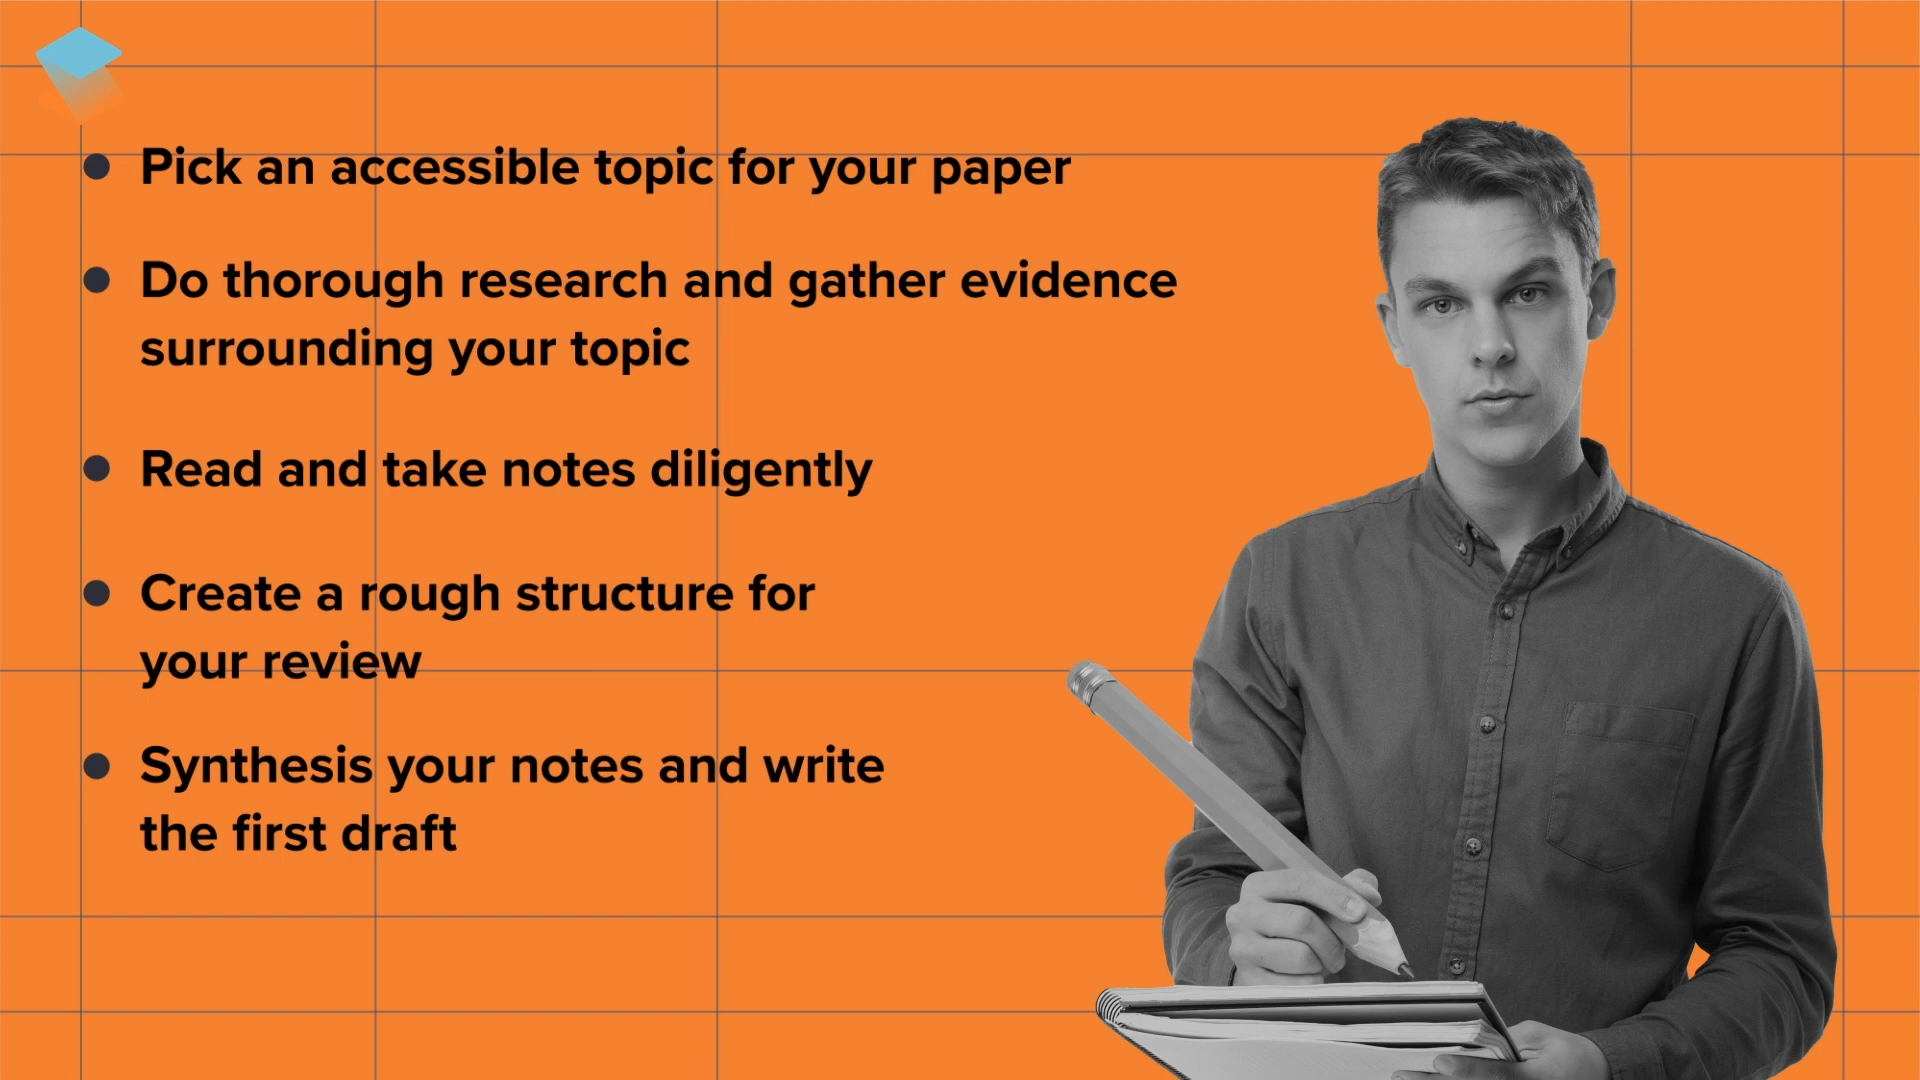 Pick an accessible topic for your paper
Do thorough research and gather evidence
surrounding your topic
Read and take notes diligently
Create a rough structure for
your review
Synthesis your notes and write
the first draft